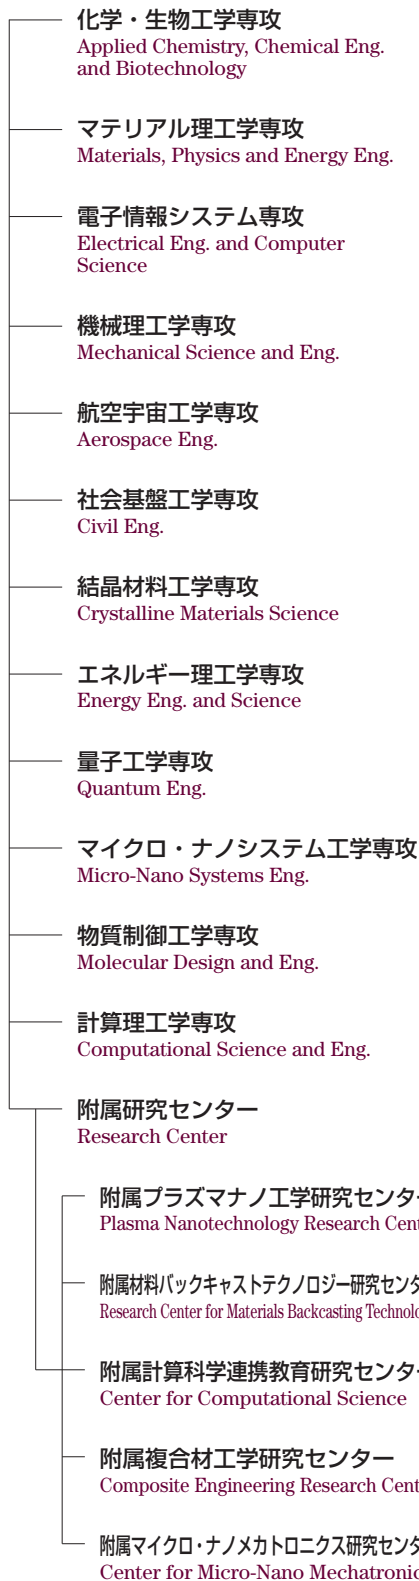 化学・生物工学専攻
Applied Chemistry, Chemical Eng.
and Biotechnology
マテリアル理工学専攻
Materials, Physics and Energy Eng.
電子情報システム専攻
Electrical Eng. and Computer
Science
機械理工学専攻
Mechanical Science and Eng.
航空宇宙工学専攻
Aerospace Eng.
社会基盤工学専攻
Civil Eng.
結晶材料工学専攻
Crystalline Materials Science
エネルギー理工学専攻
Energy Eng. and Science
量子工学専攻
Quantum Eng.
マイクロ・ナノシステム工学専攻
Micro-Nano Systems Eng.
物質制御工学専攻
Molecular Design and Eng.
計算理工学専攻
Computational Science and Eng.
附属研究センター
Research Center
附属プラズマナノ工学研究センター
Plasma Nanotechnology Research
附属材料バックキャストテクノロジー研究センタ
Research Center for Materials Backcasting
附属計算科学連携教育研究センター
Center for Computational Science
附属複合材工学研究センター
Composite Engineering Research
附属マイクロ・ナノメカトロニクス研究センタ
Center for Micro-Nano